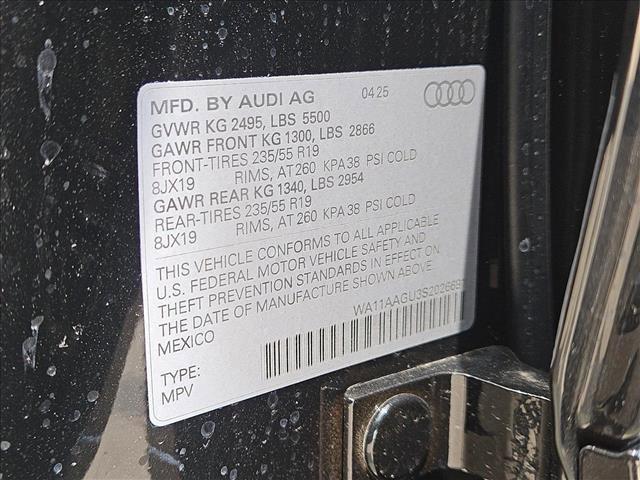 MFD. BY AUDI AG 04 25
GVWR KG 2495, LBS 5500
GAWR FRONT KG 1300, LBS 2866
FRONT-TIRES 235/55 R19
8JX19 RIMS, AT 260 KPA 38 PSI COLD
GAWR REAR KG 1340, LBS 2954
REAR-TIRES 235/55 R19
8JX19 RIMS, AT 260 KPA 38 PSI COLD
THIS VEHICLE CONFORMS TO ALL APPLICABLE
U.S. FEDERAL MOTOR VEHICLE SAFETY AND
THEFT PREVENTION STANDARDS IN EFFECT ON
THE DATE OF MANUFACTURE SHOWN ABOVE.
MEXICO
TYPE:
MPV